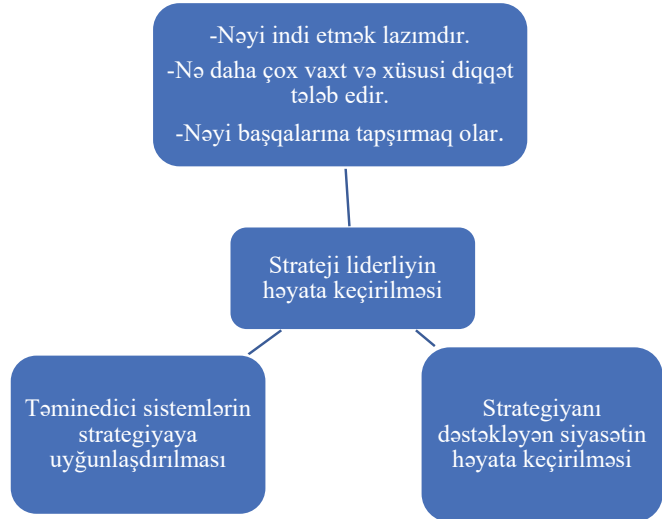 -Nəyi indi etmək lazımdır.
-Nə daha çox vaxt və xüsusi diqqət
tələb edir.
-Nəyi başqalarına tapşırmaq olar.
Strateji liderliyin
həyata keçirilməsi
Təminedici sistemlərin
strategiyaya
uyğunlaşdırılması
Strategiyanı
dəstəkləyən siyasətin
həyata keçirilməsi